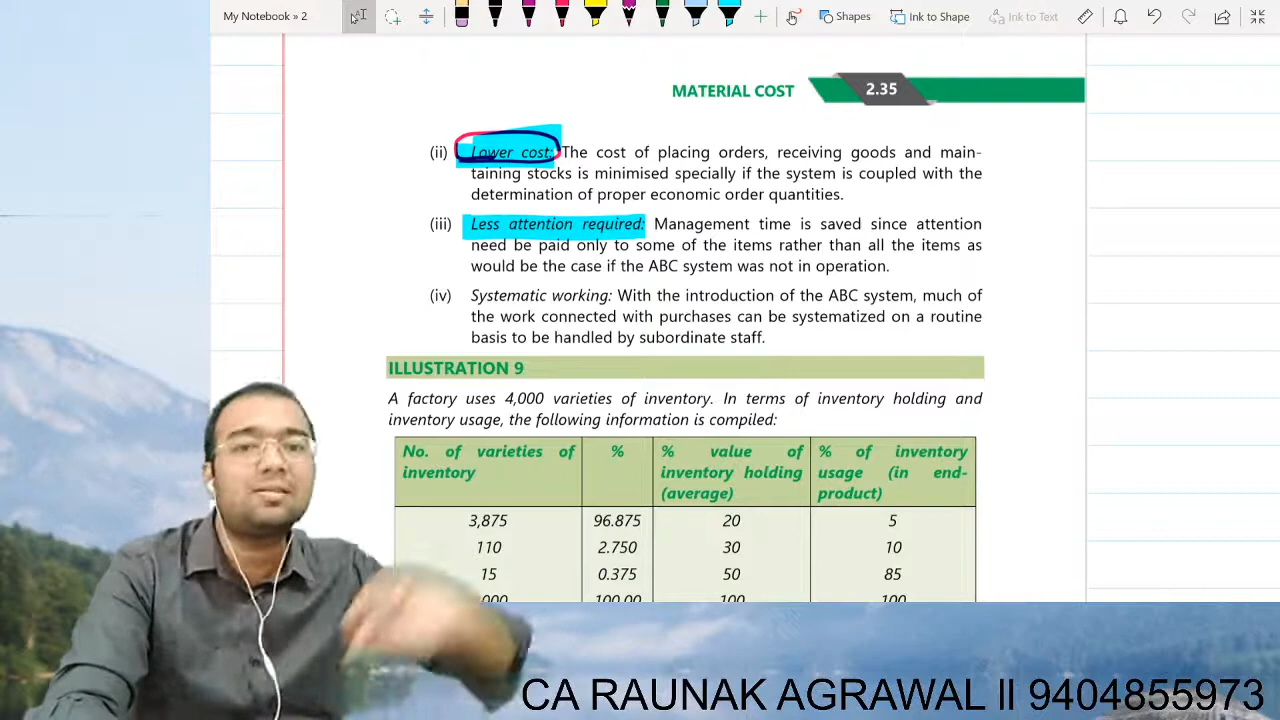 My Notebook » 2
Shapes
Ink to Shape
Ink to Text
MATERIAL COST
2.35
(ii) Lower cost: The cost of placing orders, receiving goods and main-
taining stocks is minimised specially if the system is coupled with the
determination of proper economic order quantities.
(iii) Less attention required: Management time is saved since attention
need be paid only to some of the items rather than all the items as
would be the case if the ABC system was not in operation.
(iv) Systematic working: With the introduction of the ABC system, much of
the work connected with purchases can be systematized on a routine
basis to be handled by subordinate staff.
ILLUSTRATION 9
A factory uses 4,000 varieties of inventory. In terms of inventory holding and
inventory usage, the following information is compiled:
No. of varieties of inventory % % value of inventory holding (average) % of inventory usage (in end-product)
3,875 96.875 20 5
110 2.750 30 10
15 0.375 50 85
100.00 100 100
CA RAUNAK AGRAWAL II 9404855973